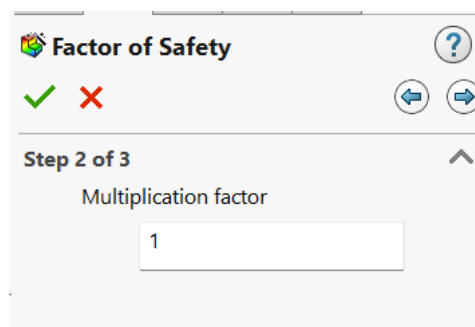 Factor of Safety
?
Step 2 of 3
Multiplication factor
1